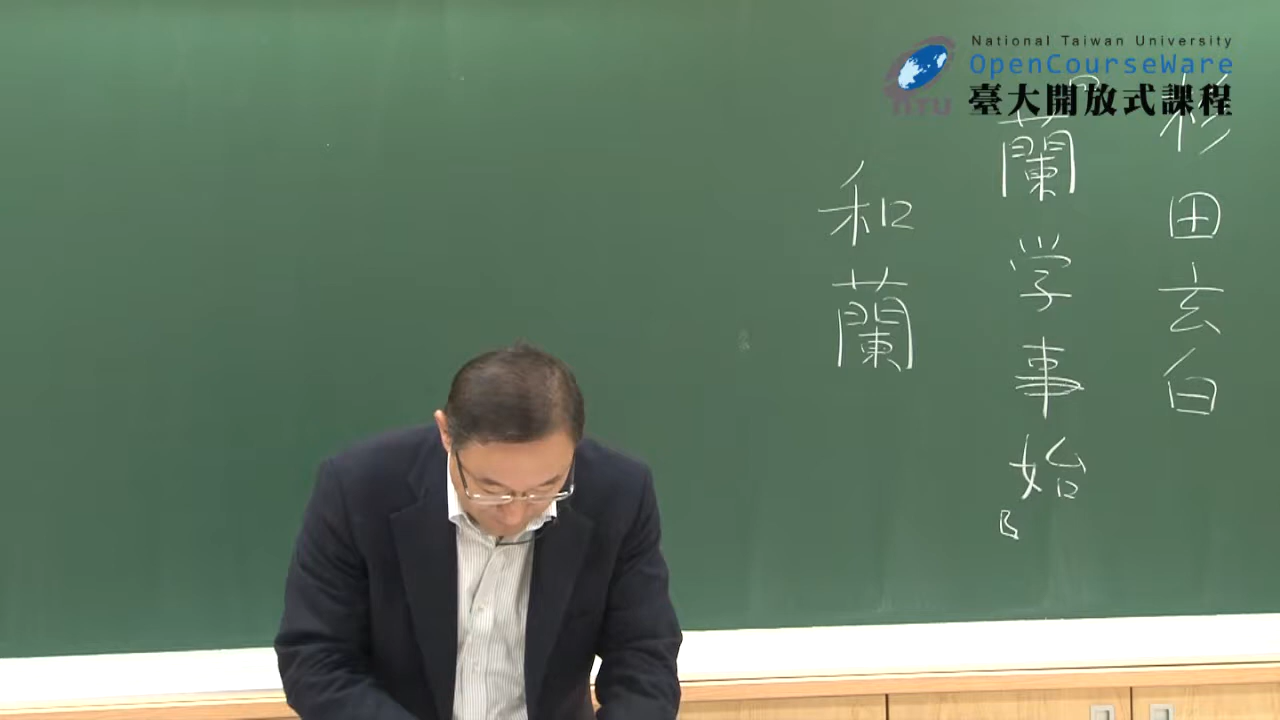 National Taiwan University
OpenCourseWare
臺大開放式課程
NTU
杉田玄白
『蘭学事始』
和蘭